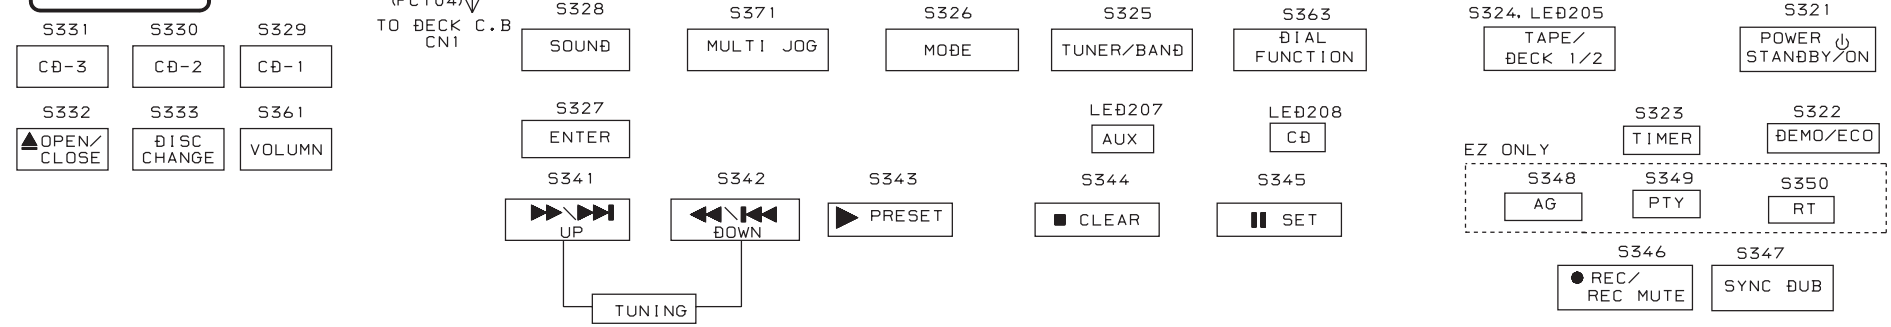 (PCT04)
TO DECK C.B
CN1
S331
CD-3
S330
CD-2
S329
CD-1
S332
OPEN/
CLOSE
S333
DISC
CHANGE
S361
VOLUMN
S328
SOUND
S371
MULTI JOG
S326
MODE
S325
TUNER/BAND
S363
DIAL
FUNCTION
S324, LED205
TAPE/
DECK 1/2
S321
POWER
STANDBY/ON
S327
ENTER
LED207
AUX
LED208
CD
S323
TIMER
S322
DEMO/ECO
EZ ONLY
S348
AG
S349
PTY
S350
RT
S341
UP
S342
DOWN
TUNING
S343
PRESET
S344
CLEAR
S345
SET
S346
REC/
REC MUTE
S347
SYNC DUB